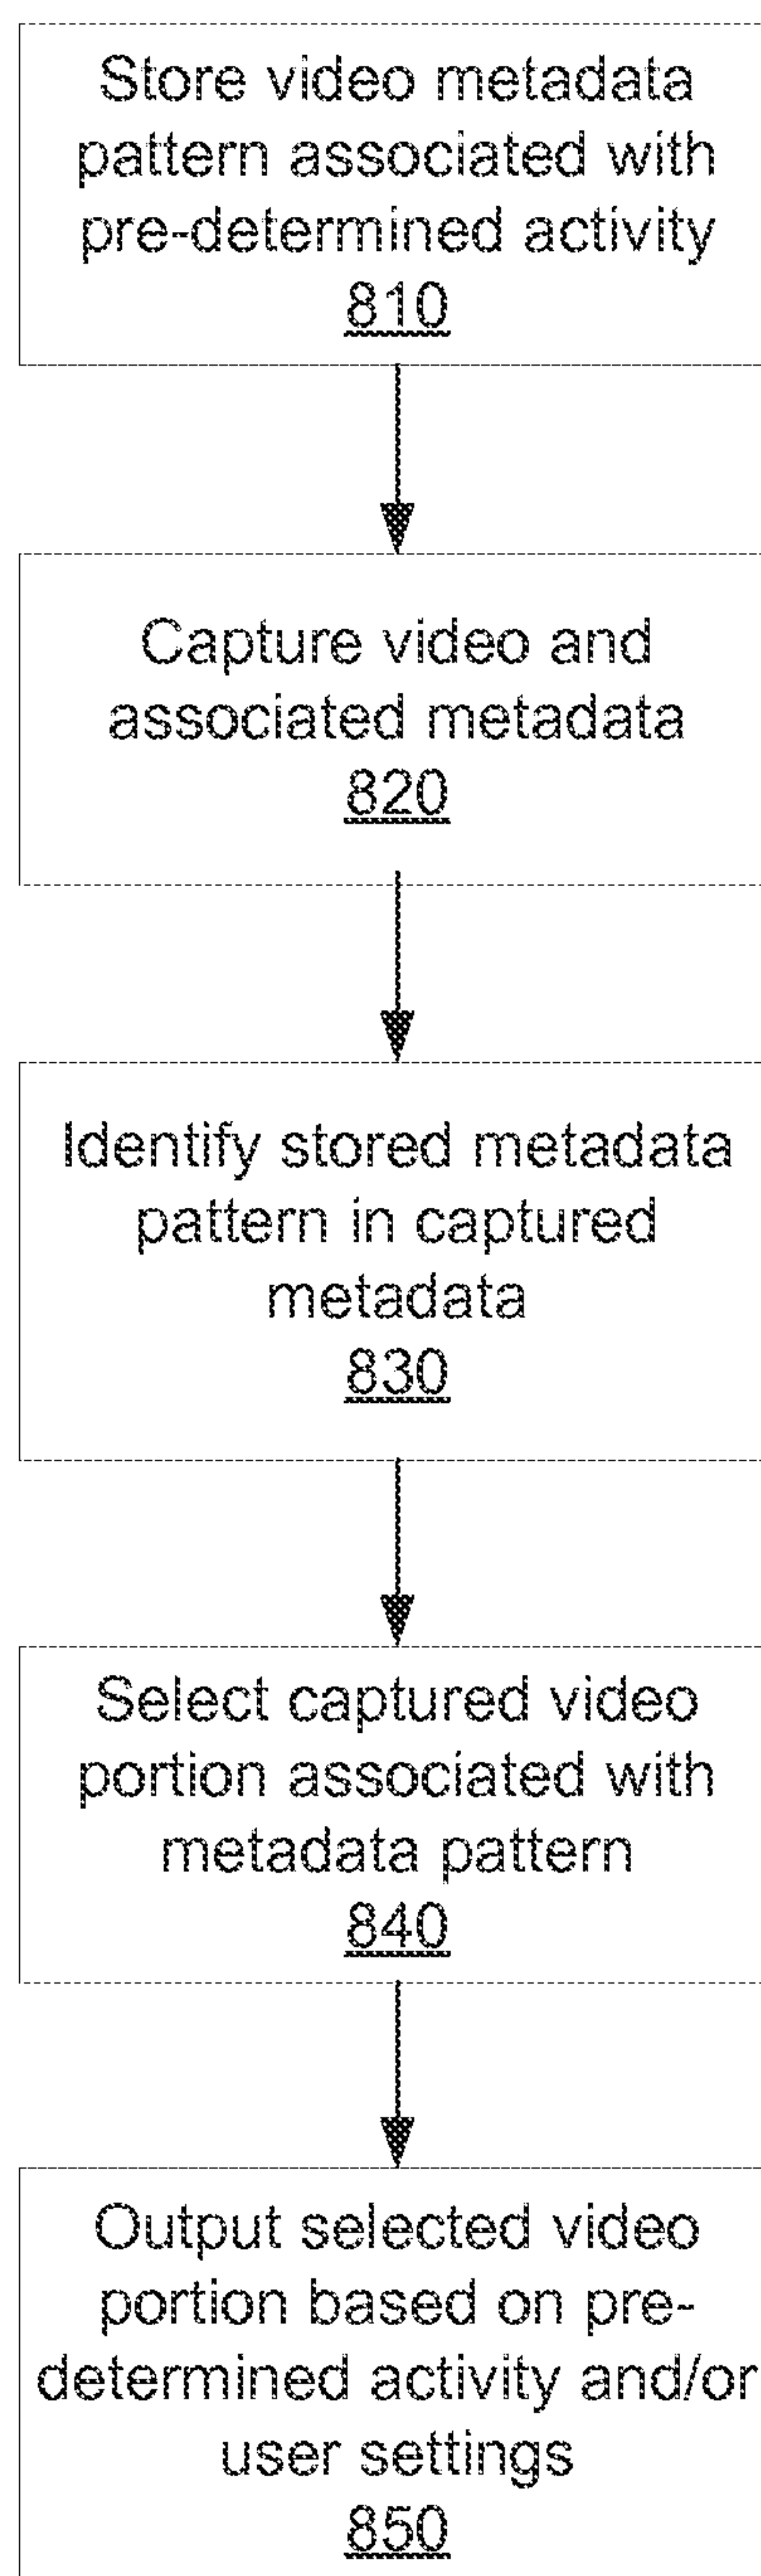 Store video metadata
pattern associated with
pre-determined activity
810
Capture video and
associated metadata
820
Identify stored metadata
pattern in captured
metadata
830
Select captured video
portion associated with
metadata pattern
840
Output selected video
portion based on pre-
determined activity and/or
user settings
850